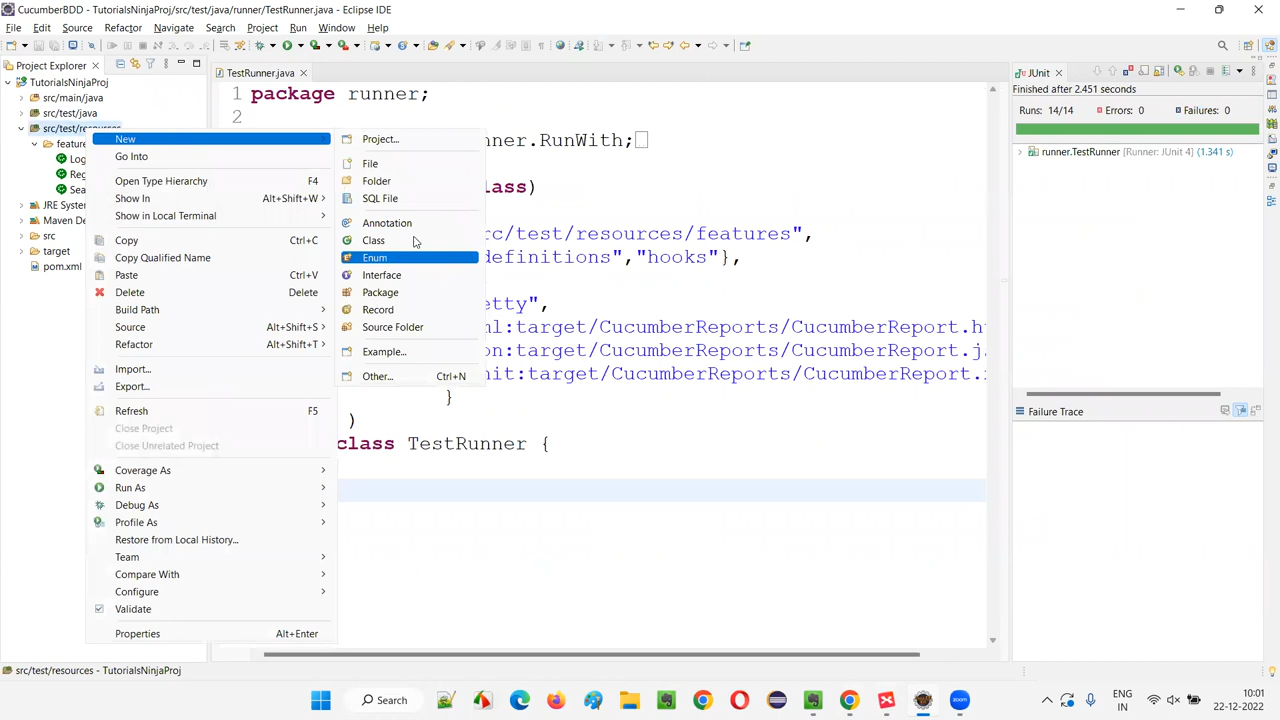 CucumberBDD - TutorialsNinjaProj/src/test/java/runner/TestRunner.java - Eclipse IDE
File Edit Source Refactor Navigate Search Project Run Window Help
Project Explorer
TutorialsNinjaProj
src/main/java
src/test/java
src/test/resources
featur
Log
Reg
Sea
JRE System
Maven De
src
target
pom.xml
New
Go Into
Open Type Hierarchy F4
Show In Alt+Shift+W
Show in Local Terminal
Copy Ctrl+C
Copy Qualified Name
Paste Ctrl+V
Delete Delete
Build Path
Source Alt+Shift+S
Refactor Alt+Shift+T
Import...
Export...
Refresh F5
Close Project
Close Unrelated Project
Coverage As
Run As
Debug As
Profile As
Restore from Local History...
Team
Compare With
Configure
Validate
Properties Alt+Enter
Project...
File
Folder
SQL File
Annotation
Class
Enum
Interface
Package
Record
Source Folder
Example...
Other... Ctrl+N
TestRunner.java
1 package runner;
2
nner.RunWith;
lass)
rc/test/resources/features",
definitions","hooks"},
etty",
ml:target/CucumberReports/CucumberReport.h
on:target/CucumberReports/CucumberReport.j
nit:target/CucumberReports/CucumberReport.
}
)
class TestRunner {
JUnit
Finished after 2.451 seconds
Runs: 14/14 Errors: 0 Failures: 0
runner.TestRunner [Runner: JUnit 4] (1.341 s)
Failure Trace
src/test/resources - TutorialsNinjaProj
Search
ENG
IN
10:01
22-12-2022